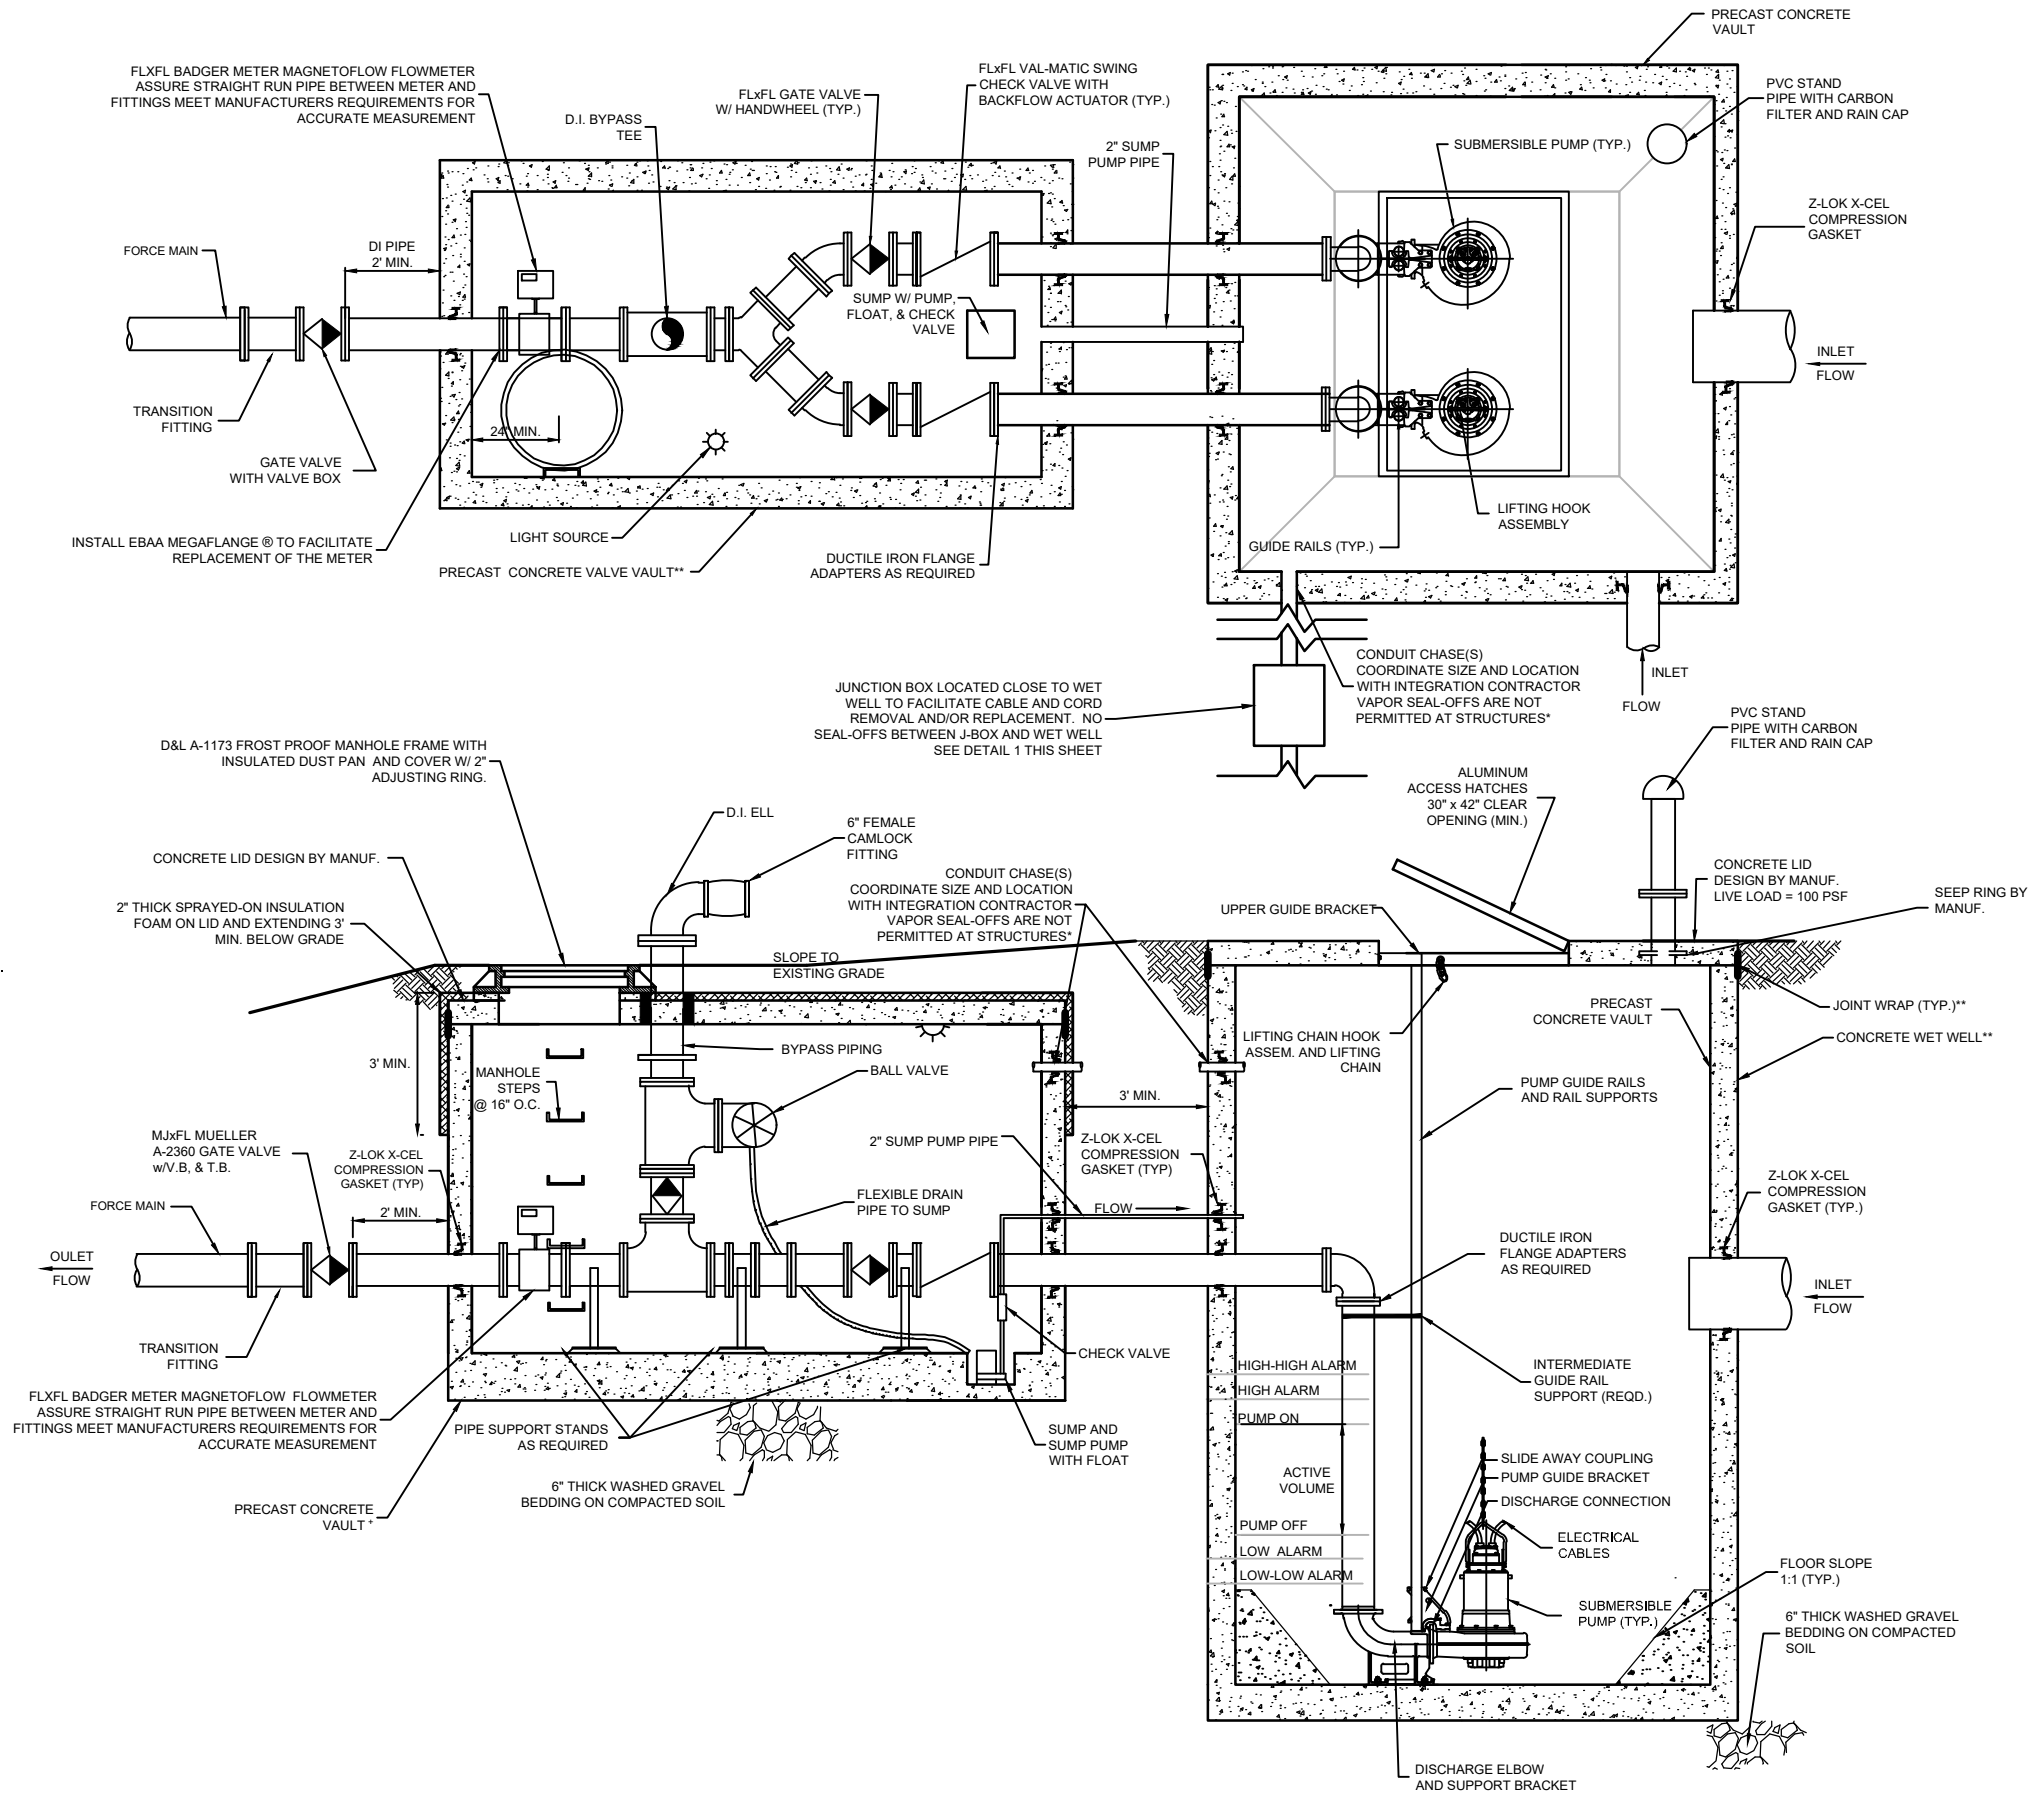 PRECAST CONCRETE
VAULT
FLXFL BADGER METER MAGNETOFLOW FLOWMETER
ASSURE STRAIGHT RUN PIPE BETWEEN METER AND
FITTINGS MEET MANUFACTURERS REQUIREMENTS FOR
ACCURATE MEASUREMENT
D.I. BYPASS
TEE
FLxFL GATE VALVE
W/ HANDWHEEL (TYP.)
FLxFL VAL-MATIC SWING
CHECK VALVE WITH
BACKFLOW ACTUATOR (TYP.)
2" SUMP
PUMP PIPE
SUBMERSIBLE PUMP (TYP.)
PVC STAND
PIPE WITH CARBON
FILTER AND RAIN CAP
Z-LOK X-CEL
COMPRESSION
GASKET
FORCE MAIN
DI PIPE
2' MIN.
SUMP W/ PUMP,
FLOAT, & CHECK
VALVE
INLET
FLOW
TRANSITION
FITTING
24" MIN.
GATE VALVE
WITH VALVE BOX
LIFTING HOOK
ASSEMBLY
INSTALL EBAA MEGAFLANGE ® TO FACILITATE
REPLACEMENT OF THE METER
LIGHT SOURCE
PRECAST CONCRETE VALVE VAULT**
DUCTILE IRON FLANGE
ADAPTERS AS REQUIRED
GUIDE RAILS (TYP.)
CONDUIT CHASE(S)
COORDINATE SIZE AND LOCATION
WITH INTEGRATION CONTRACTOR
VAPOR SEAL-OFFS ARE NOT
PERMITTED AT STRUCTURES*
INLET
FLOW
JUNCTION BOX LOCATED CLOSE TO WET
WELL TO FACILITATE CABLE AND CORD
REMOVAL AND/OR REPLACEMENT. NO
SEAL-OFFS BETWEEN J-BOX AND WET WELL
SEE DETAIL 1 THIS SHEET
PVC STAND
PIPE WITH CARBON
FILTER AND RAIN CAP
D&L A-1173 FROST PROOF MANHOLE FRAME WITH
INSULATED DUST PAN AND COVER W/ 2"
ADJUSTING RING.
ALUMINUM
ACCESS HATCHES
30" x 42" CLEAR
OPENING (MIN.)
D.I. ELL
6" FEMALE
CAMLOCK
FITTING
CONCRETE LID DESIGN BY MANUF.
CONDUIT CHASE(S)
COORDINATE SIZE AND LOCATION
WITH INTEGRATION CONTRACTOR
VAPOR SEAL-OFFS ARE NOT
PERMITTED AT STRUCTURES*
CONCRETE LID
DESIGN BY MANUF.
LIVE LOAD = 100 PSF
SEEP RING BY
MANUF.
2" THICK SPRAYED-ON INSULATION
FOAM ON LID AND EXTENDING 3'
MIN. BELOW GRADE
UPPER GUIDE BRACKET
SLOPE TO
EXISTING GRADE
PRECAST
CONCRETE VAULT
JOINT WRAP (TYP.)**
LIFTING CHAIN HOOK
ASSEM. AND LIFTING
CHAIN
CONCRETE WET WELL**
BYPASS PIPING
3' MIN.
MANHOLE
STEPS
@ 16" O.C.
BALL VALVE
3' MIN.
PUMP GUIDE RAILS
AND RAIL SUPPORTS
MJxFL MUELLER
A-2360 GATE VALVE
w/V.B, & T.B.
Z-LOK X-CEL
COMPRESSION
GASKET (TYP)
2" SUMP PUMP PIPE
Z-LOK X-CEL
COMPRESSION
GASKET (TYP)
Z-LOK X-CEL
COMPRESSION
GASKET (TYP.)
FORCE MAIN
2' MIN.
FLEXIBLE DRAIN
PIPE TO SUMP
FLOW
DUCTILE IRON
FLANGE ADAPTERS
AS REQUIRED
OULET
FLOW
INLET
FLOW
TRANSITION
FITTING
CHECK VALVE
HIGH-HIGH ALARM
HIGH ALARM
PUMP ON
INTERMEDIATE
GUIDE RAIL
SUPPORT (REQD.)
FLXFL BADGER METER MAGNETOFLOW FLOWMETER
ASSURE STRAIGHT RUN PIPE BETWEEN METER AND
FITTINGS MEET MANUFACTURERS REQUIREMENTS FOR
ACCURATE MEASUREMENT
PIPE SUPPORT STANDS
AS REQUIRED
SUMP AND
SUMP PUMP
WITH FLOAT
SLIDE AWAY COUPLING
PUMP GUIDE BRACKET
DISCHARGE CONNECTION
ACTIVE
VOLUME
6" THICK WASHED GRAVEL
BEDDING ON COMPACTED SOIL
PRECAST CONCRETE
VAULT +
PUMP OFF
LOW ALARM
LOW-LOW ALARM
ELECTRICAL
CABLES
FLOOR SLOPE
1:1 (TYP.)
SUBMERSIBLE
PUMP (TYP.)
6" THICK WASHED GRAVEL
BEDDING ON COMPACTED
SOIL
DISCHARGE ELBOW
AND SUPPORT BRACKET